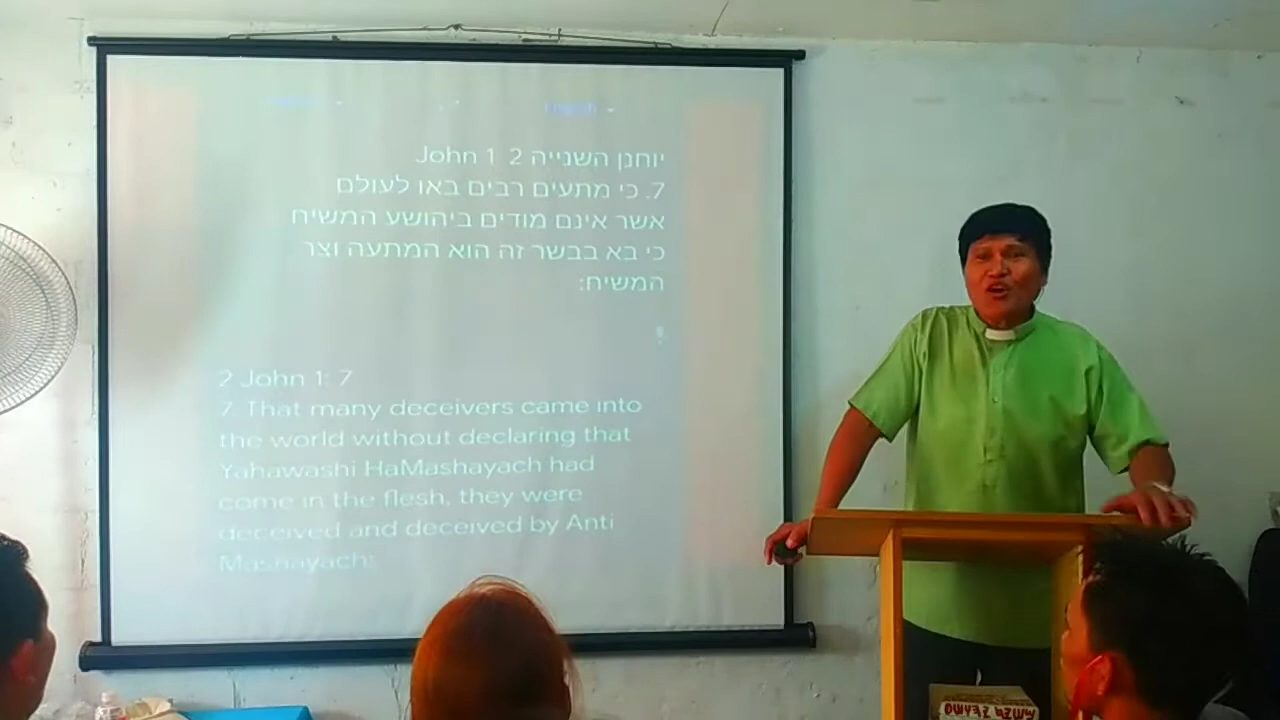 English
יוחנן השנייה 2 John 1
7. כי מתעים רבים באו לעולם
אשר אינם מודים ביהושע המשיח
כי בא בבשר זה הוא המתעה וצר
המשיח:
2 John 1: 7
7 That many deceivers came into
the world without declaring that
Yahawashi HaMashayach had
come in the flesh, they were
deceived and deceived by Anti
Mashayach: